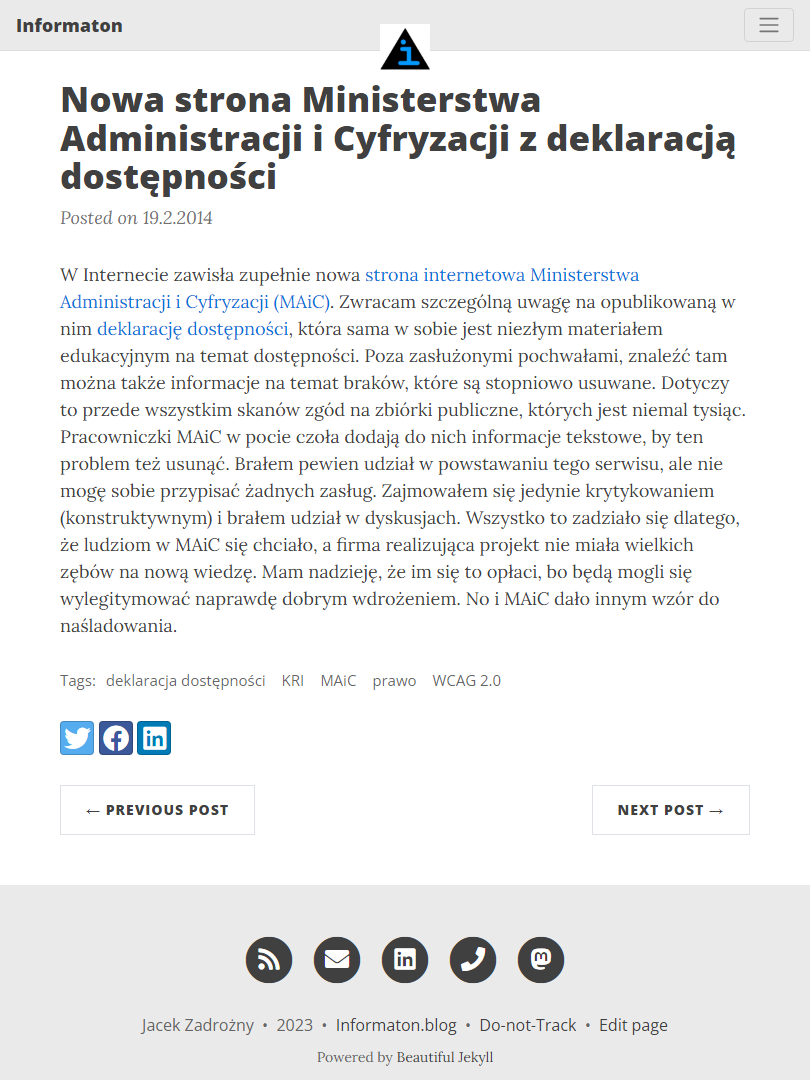 Informaton
Nowa strona Ministerstwa
Administracji i Cyfryzacji z deklaracją
dostępności
Posted on 19.2.2014
W Internecie zawisła zupełnie nowa strona internetowa Ministerstwa
Administracji i Cyfryzacji (MAiC). Zwracam szczególną uwagę na opublikowaną w
nim deklarację dostępności, która sama w sobie jest niezłym materiałem
edukacyjnym na temat dostępności. Poza zasłużonymi pochwałami, znaleźć tam
można także informacje na temat braków, które są stopniowo usuwane. Dotyczy
to przede wszystkim skanów zgód na zbiórki publiczne, których jest niemal tysiąc.
Pracowniczki MAiC w pocie czoła dodają do nich informacje tekstowe, by ten
problem też usunąć. Brałem pewien udział w powstawaniu tego serwisu, ale nie
mogę sobie przypisać żadnych zasług. Zajmowałem się jedynie krytykowaniem
(konstruktywnym) i brałem udział w dyskusjach. Wszystko to zadziało się dlatego,
że ludziom w MAiC się chciało, a firma realizująca projekt nie miała wielkich
zębów na nową wiedzę. Mam nadzieję, że im się to opłaci, bo będą mogli się
wylegitymować naprawdę dobrym wdrożeniem. No i MAiC dało innym wzór do
naśladowania.
Tags: deklaracja dostępności KRI MAiC prawo WCAG 2.0
← PREVIOUS POST
NEXT POST →
Jacek Zadrożny • 2023 • Informaton.blog • Do-not-Track • Edit page
Powered by Beautiful Jekyll